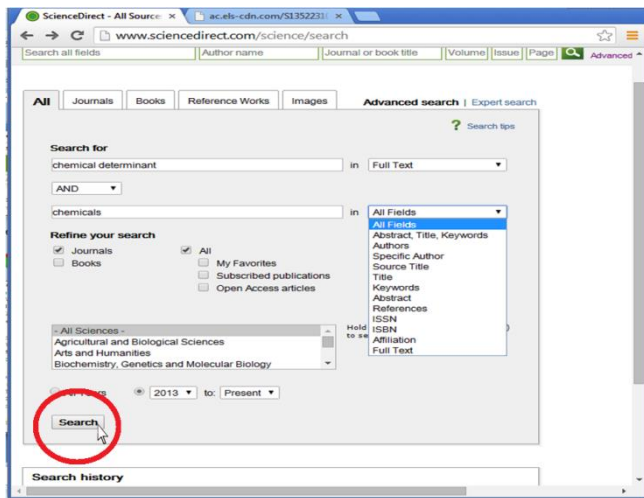 ScienceDirect - All Source ×
ac.els-cdn.com/S1352231 ×
www.sciencedirect.com/science/search
Search all fields Author name Journal or book title Volume Issue Page Advanced
All Journals Books Reference Works Images Advanced search | Expert search
? Search tips
Search for
chemical determinant in Full Text
AND
chemicals in All Fields
All Fields
Abstract, Title, Keywords
Authors
Specific Author
Source Title
Title
Keywords
Abstract
References
ISSN
ISBN
Affiliation
Full Text
Refine your search
Journals All
Books My Favorites
Subscribed publications
Open Access articles
- All Sciences -
Agricultural and Biological Sciences
Arts and Humanities
Biochemistry, Genetics and Molecular Biology
Hold
to se
2013 to: Present
Search
Search history